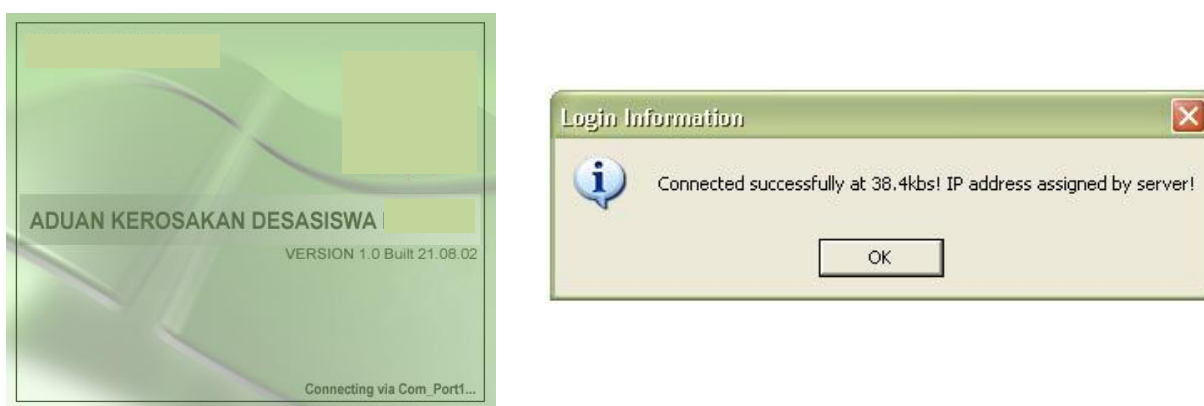 ADUAN KEROSAKAN DESASISWA
VERSION 1.0 Built 21.08.02
Connecting via Com_Port1...
Login Information
Connected successfully at 38.4kbs! IP address assigned by server!
OK